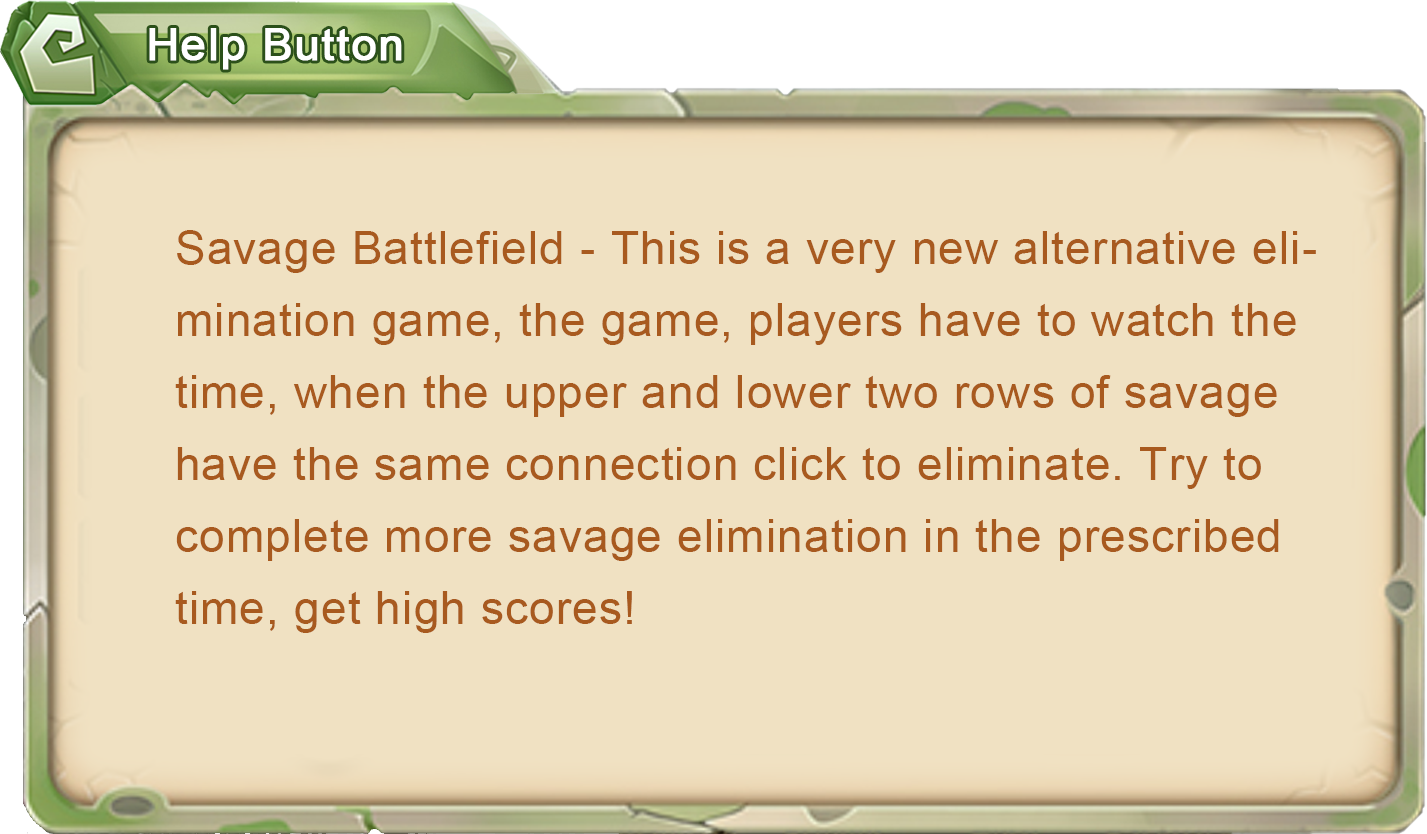 Help Button
Savage Battlefield - This is a very new alternative eli-
mination game, the game, players have to watch the
time, when the upper and lower two rows of savage
have the same connection click to eliminate. Try to
complete more savage elimination in the prescribed
time, get high scores!